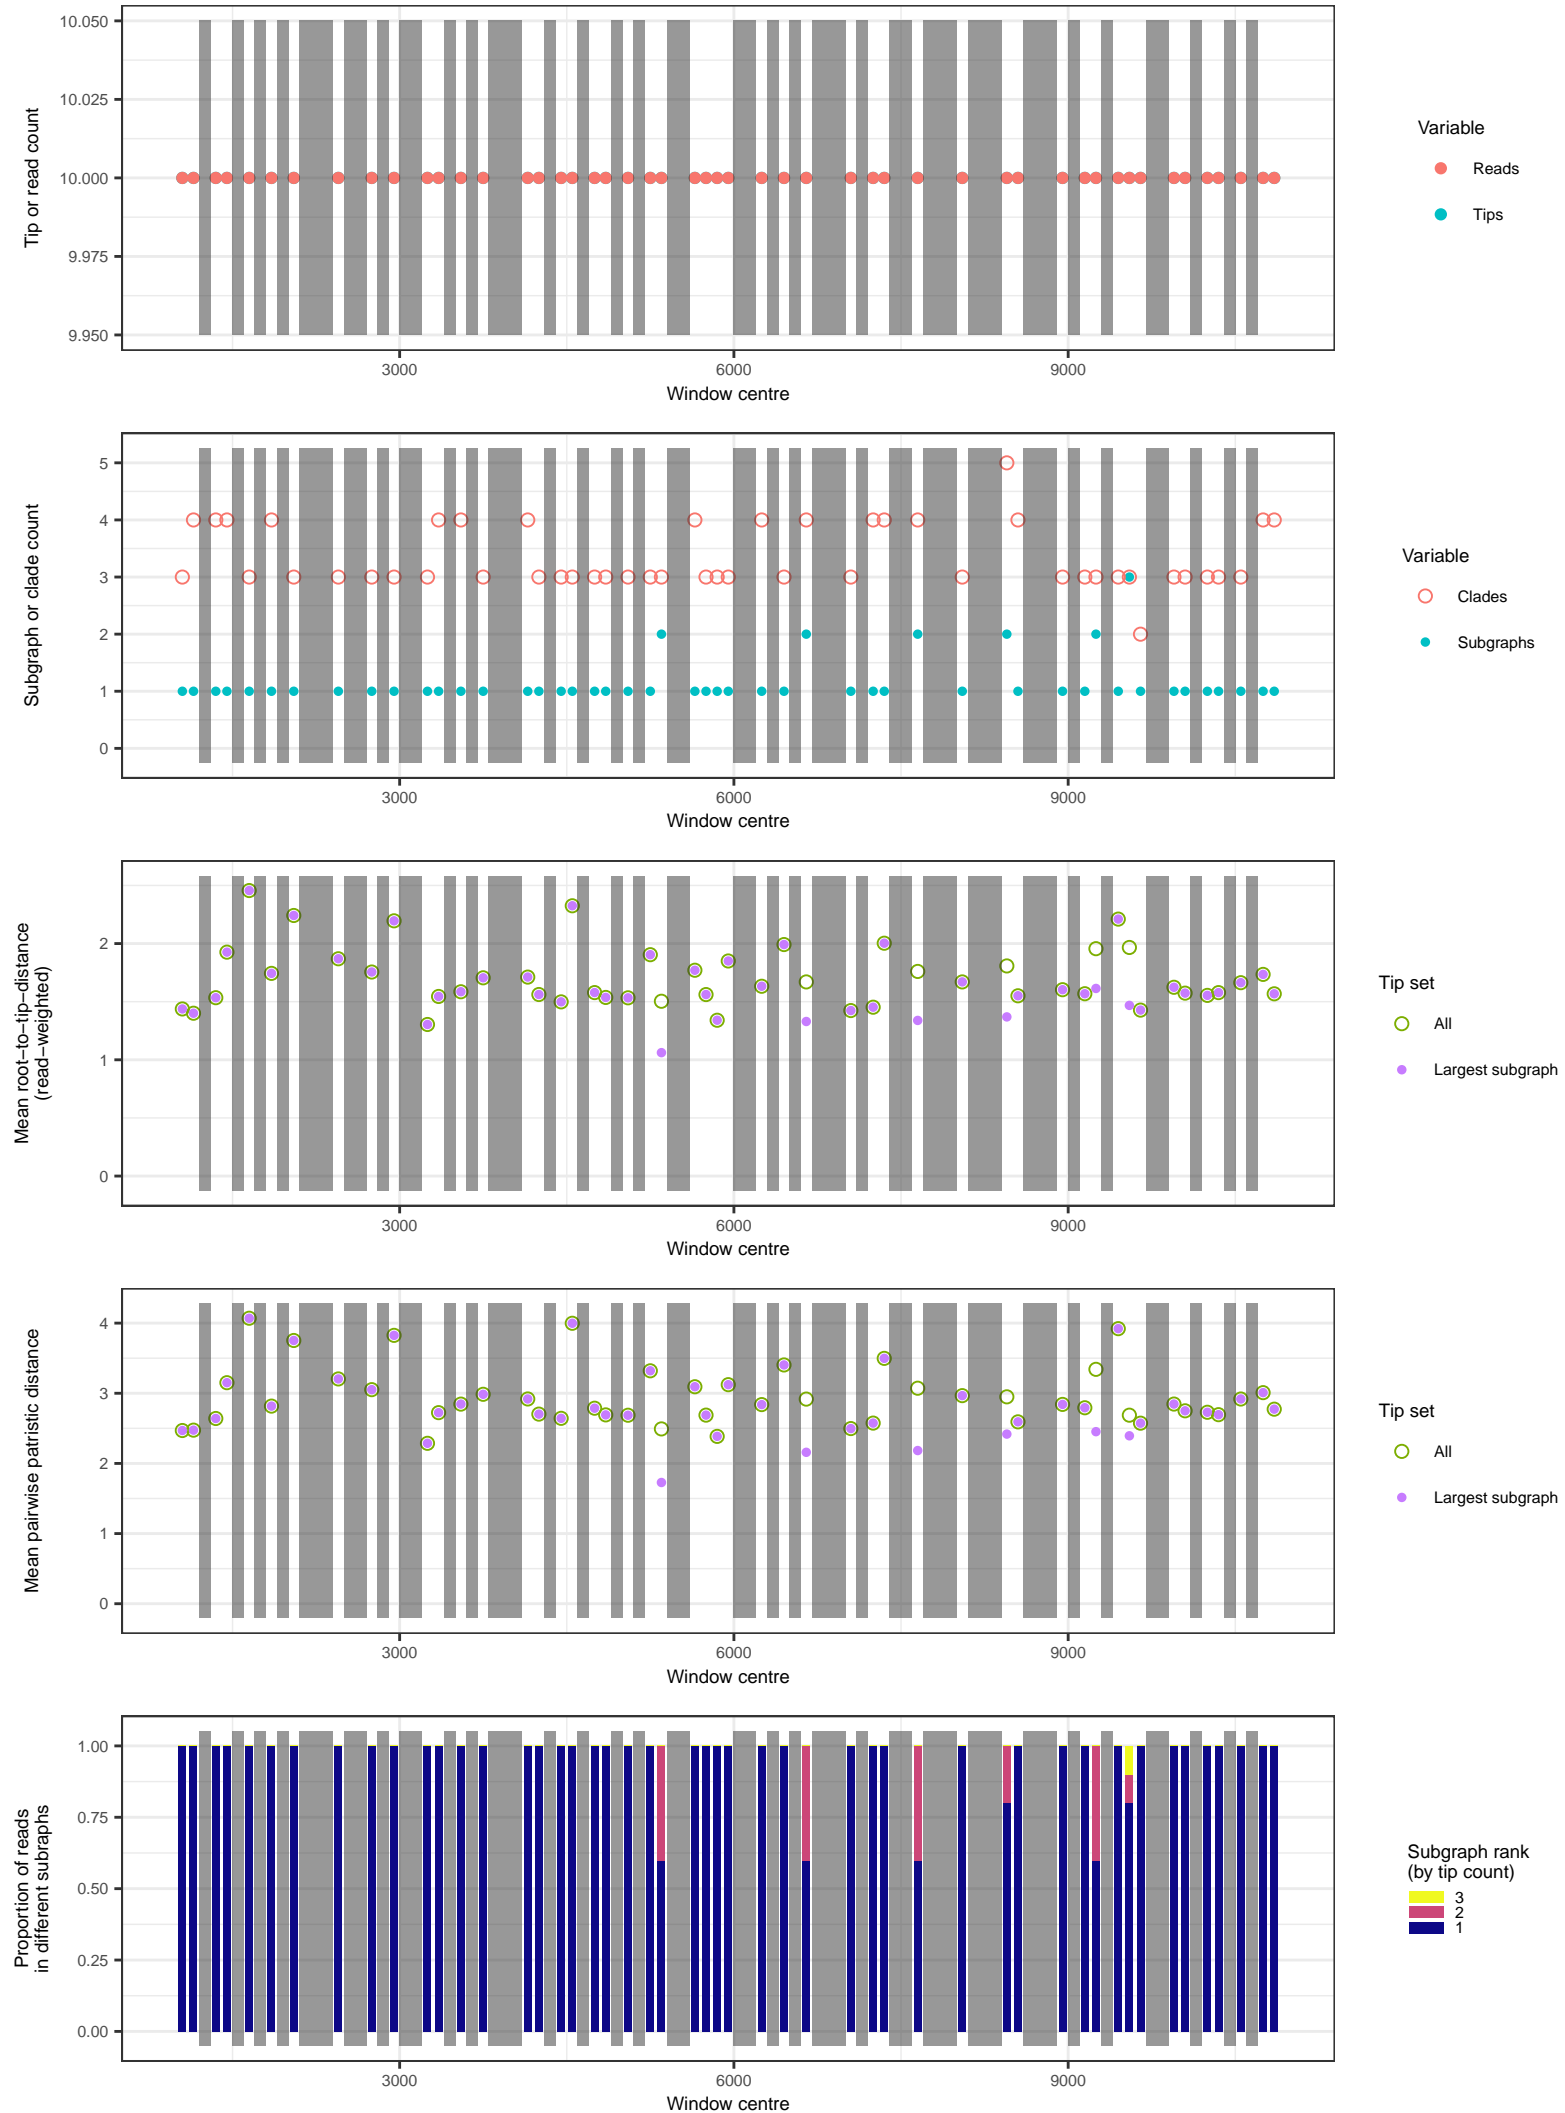 10.050
10.025
10.000
9.975
9.950
Tip or read count
3000
6000
9000
Window centre
Variable
Reads
Tips
5
4
3
2
1
0
Subgraph or clade count
3000
6000
9000
Window centre
Variable
Clades
Subgraphs
2
1
0
Mean root−to−tip−distance
(read−weighted)
3000
6000
9000
Window centre
Tip set
All
Largest subgraph
4
3
2
1
0
Mean pairwise patristic distance
3000
6000
9000
Window centre
Tip set
All
Largest subgraph
1.00
0.75
0.50
0.25
0.00
Proportion of reads
in different subraphs
3000
6000
9000
Window centre
Subgraph rank
(by tip count)
3
2
1